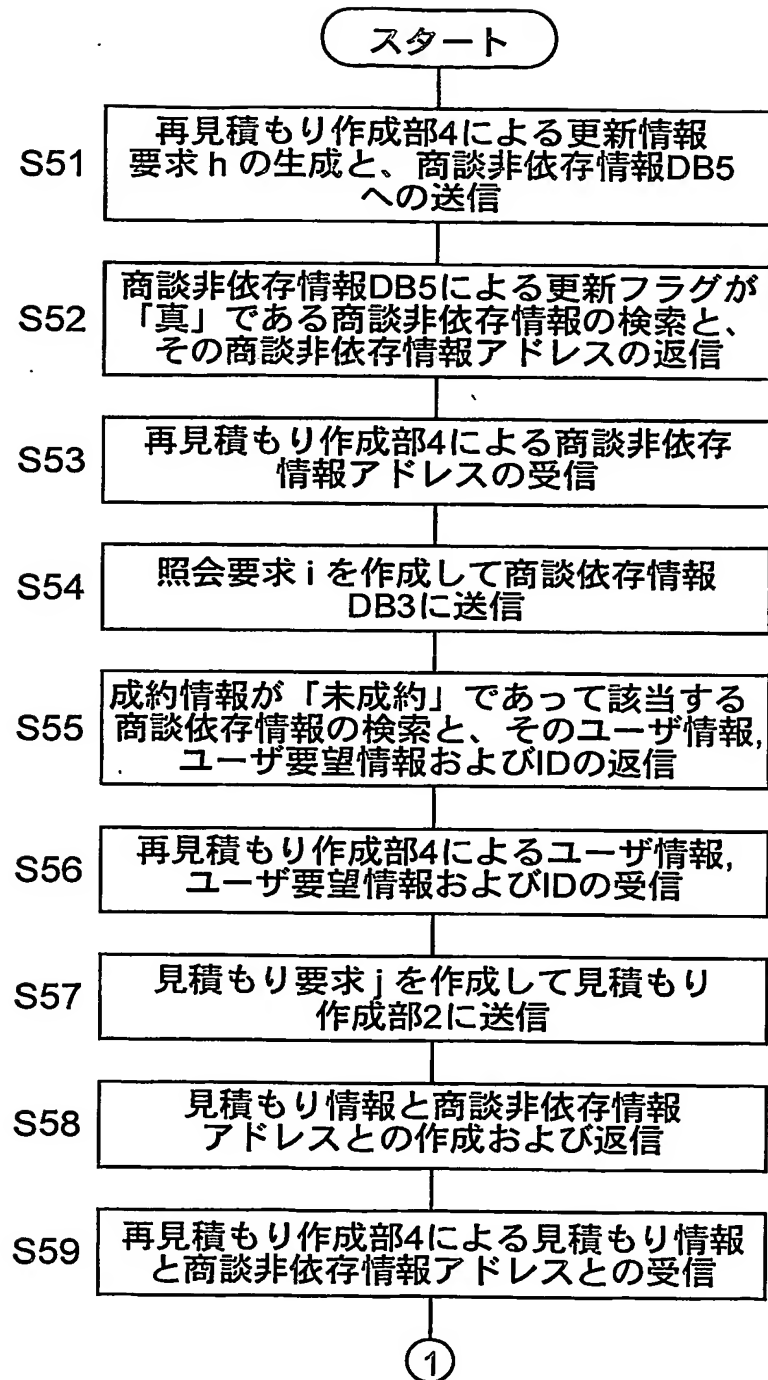 スタート
S51
再見積もり作成部4による更新情報
要求 h の生成と、商談非依存情報DB5
への送信
S52
商談非依存情報DB5による更新フラグが
「真」である商談非依存情報の検索と、
その商談非依存情報アドレスの返信
S53
再見積もり作成部4による商談非依存
情報アドレスの受信
S54
照会要求 i を作成して商談依存情報
DB3に送信
S55
成約情報が「未成約」であって該当する
商談依存情報の検索と、そのユーザ情報,
ユーザ要望情報およびIDの返信
S56
再見積もり作成部4によるユーザ情報,
ユーザ要望情報およびIDの受信
S57
見積もり要求 j を作成して見積もり
作成部2に送信
S58
見積もり情報と商談非依存情報
アドレスとの作成および返信
S59
再見積もり作成部4による見積もり情報
と商談非依存情報アドレスとの受信
1